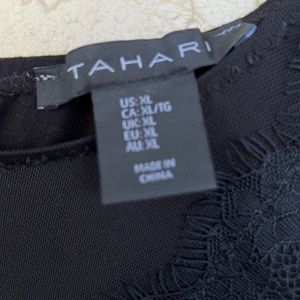 TAHARI
US: XL
CA: XL/TG
UK: XL
EU: XL
AU: XL
MADE IN
CHINA